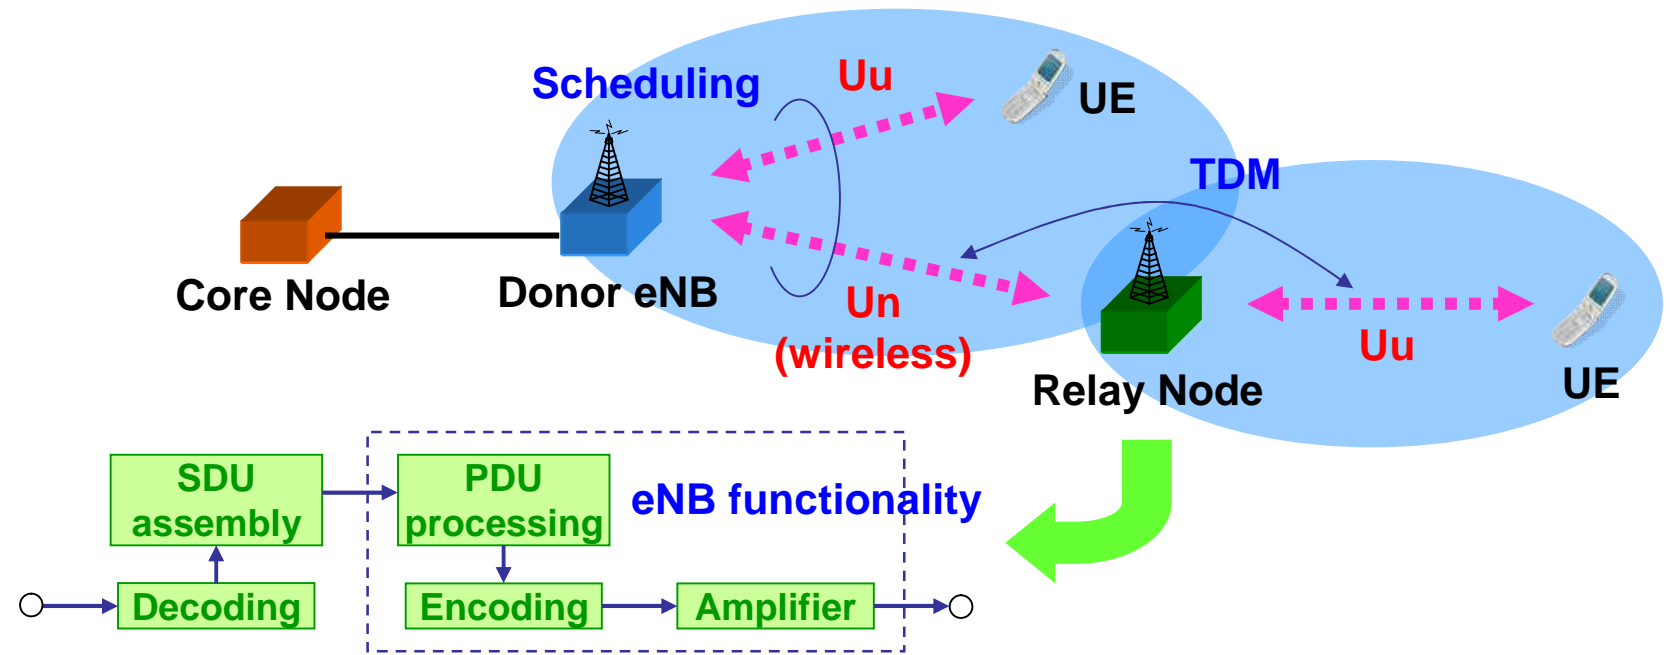 Scheduling
Uu
UE
TDM
Core Node
Donor eNB
Un
(wireless)
Uu
Relay Node
UE
SDU
assembly
PDU
processing
eNB functionality
Decoding
Encoding
Amplifier